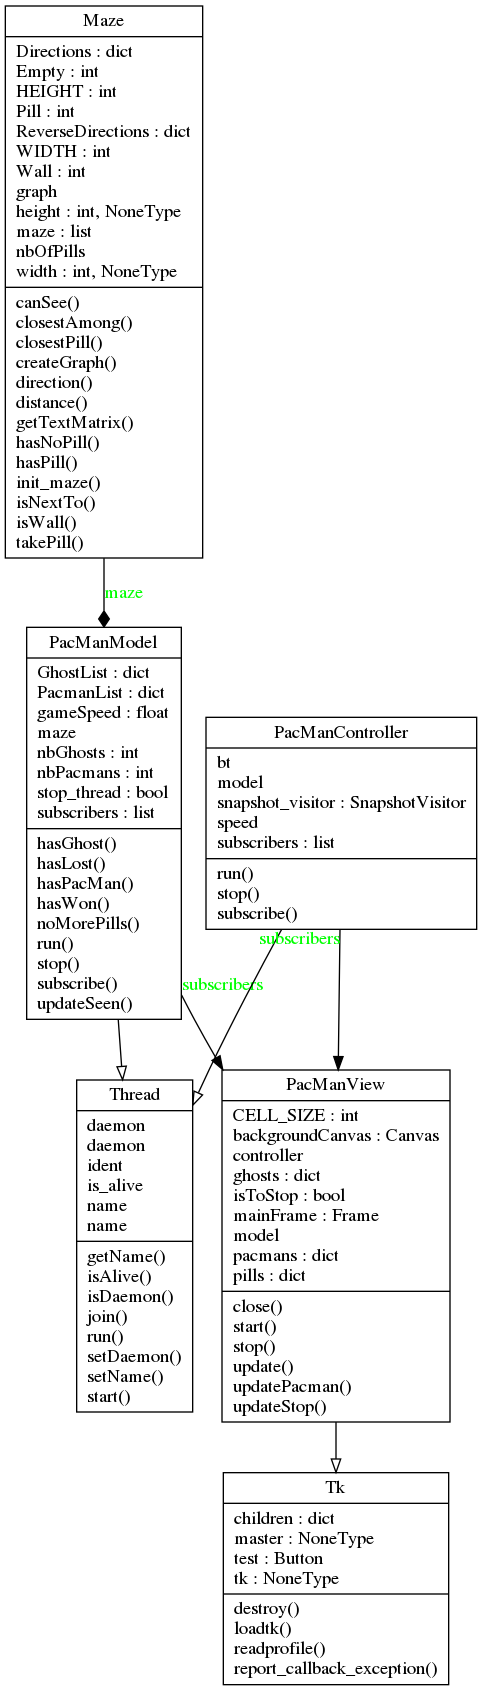 Maze
Directions : dict
Empty : int
HEIGHT : int
Pill : int
ReverseDirections : dict
WIDTH : int
Wall : int
graph
height : int, NoneType
maze : list
nbOfPills
width : int, NoneType
canSee()
closestAmong()
closestPill()
createGraph()
direction()
distance()
getTextMatrix()
hasNoPill()
hasPill()
init_maze()
isNextTo()
isWall()
takePill()
maze
PacManModel
GhostList : dict
PacmanList : dict
gameSpeed : float
maze
nbGhosts : int
nbPacmans : int
stop_thread : bool
subscribers : list
hasGhost()
hasLost()
hasPacMan()
hasWon()
noMorePills()
run()
stop()
subscribe()
updateSeen()
PacManController
bt
model
snapshot_visitor : SnapshotVisitor
speed
subscribers : list
run()
stop()
subscribe()
subscribers
subscribers
Thread
daemon
daemon
ident
is_alive
name
name
getName()
isAlive()
isDaemon()
join()
run()
setDaemon()
setName()
start()
PacManView
CELL_SIZE : int
backgroundCanvas : Canvas
controller
ghosts : dict
isToStop : bool
mainFrame : Frame
model
pacmans : dict
pills : dict
close()
start()
stop()
update()
updatePacman()
updateStop()
Tk
children : dict
master : NoneType
test : Button
tk : NoneType
destroy()
loadtk()
readprofile()
report_callback_exception()